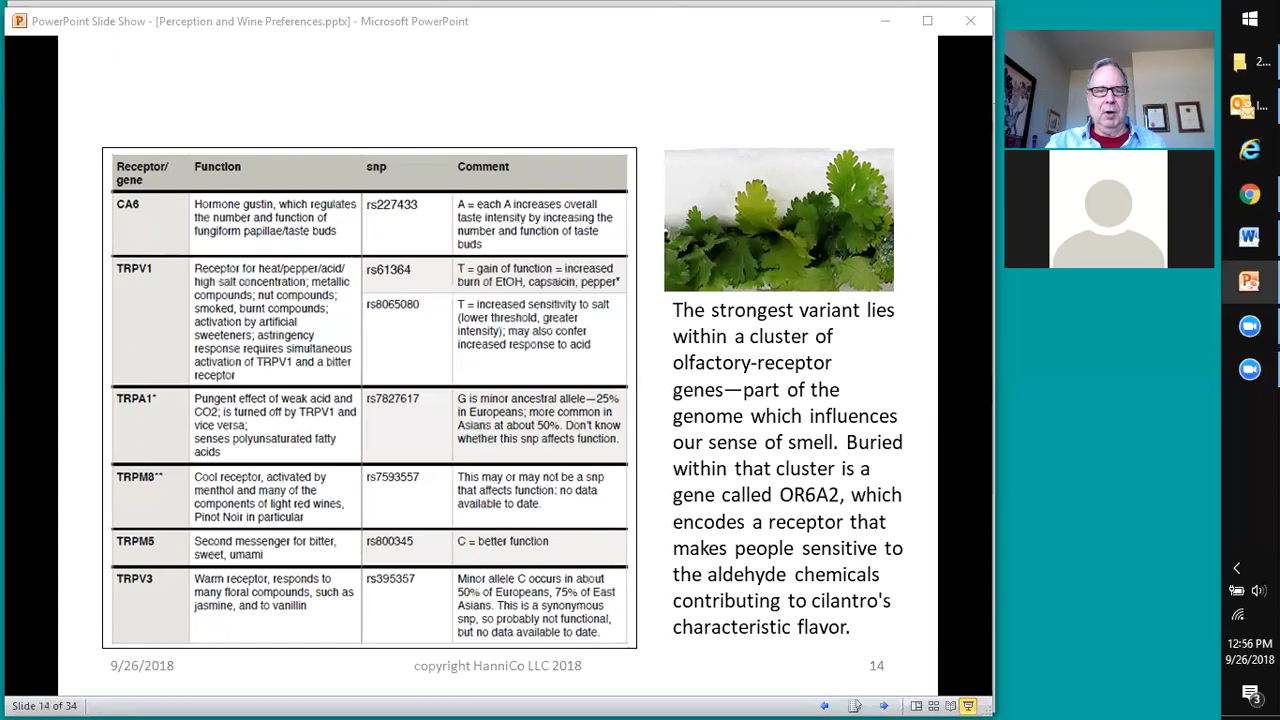 PowerPoint Slide Show - [Perception and Wine Preferences.pptx] - Microsoft PowerPoint
Receptor/
gene
Function
snp
Comment
CA6
Hormone gustin, which regulates
the number and function of
fungiform papillae/taste buds
rs227433
A = each A increases overall
taste intensity by increasing the
number and function of taste
buds
TRPV1
Receptor for heat/pepper/acid/
high salt concentration; metallic
compounds; nut compounds;
smoked, burnt compounds;
activation by artificial
sweeteners; astringency
response requires simultaneous
activation of TRPV1 and a bitter
receptor
rs61364
T = gain of function = increased
burn of EtOH, capsaicin, pepper*
rs8065080
T = increased sensitivity to salt
(lower threshold, greater
intensity); may also confer
increased response to acid
TRPA1*
Pungent effect of weak acid and
CO2; is turned off by TRPV1 and
vice versa;
senses polyunsaturated fatty
acids
rs7827617
G is minor ancestral allele—25%
in Europeans; more common in
Asians at about 50%. Don't know
whether this snp affects function.
TRPM8**
Cool receptor, activated by
menthol and many of the
components of light red wines,
Pinot Noir in particular
rs7593557
This may or may not be a snp
that affects function: no data
available to date.
TRPM5
Second messenger for bitter,
sweet, umami
rs800345
C = better function
TRPV3
Warm receptor, responds to
many floral compounds, such as
jasmine, and to vanillin
rs395357
Minor allele C occurs in about
50% of Europeans, 75% of East
Asians. This is a synonymous
snp, so probably not functional,
but no data available to date.
The strongest variant lies
within a cluster of
olfactory-receptor
genes—part of the
genome which influences
our sense of smell. Buried
within that cluster is a
gene called OR6A2, which
encodes a receptor that
makes people sensitive to
the aldehyde chemicals
contributing to cilantro's
characteristic flavor.
9/26/2018
copyright HanniCo LLC 2018
14
Slide 14 of 34
2...
I...
12:56 PM
9/26/2018
3